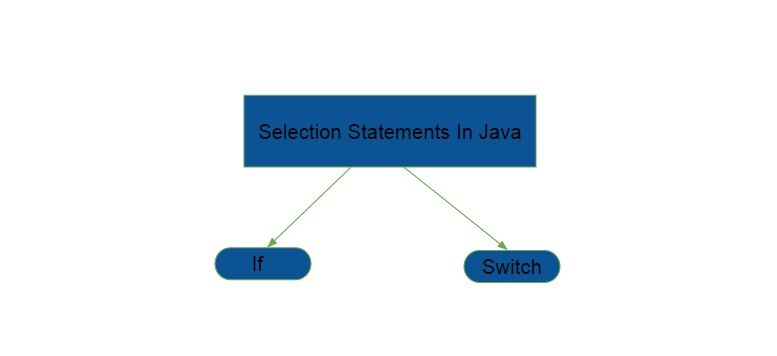 Selection Statements In Java
If
Switch